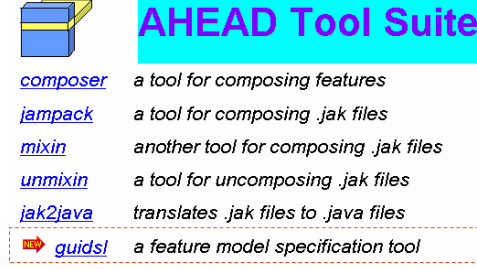 AHEAD Tool Suite
composer a tool for composing features
jampack a tool for composing .jak files
mixin another tool for composing .jak files
unmixin a tool for uncomposing .jak files
jak2java translates .jak files to .java files
NEW guidsl a feature model specification tool